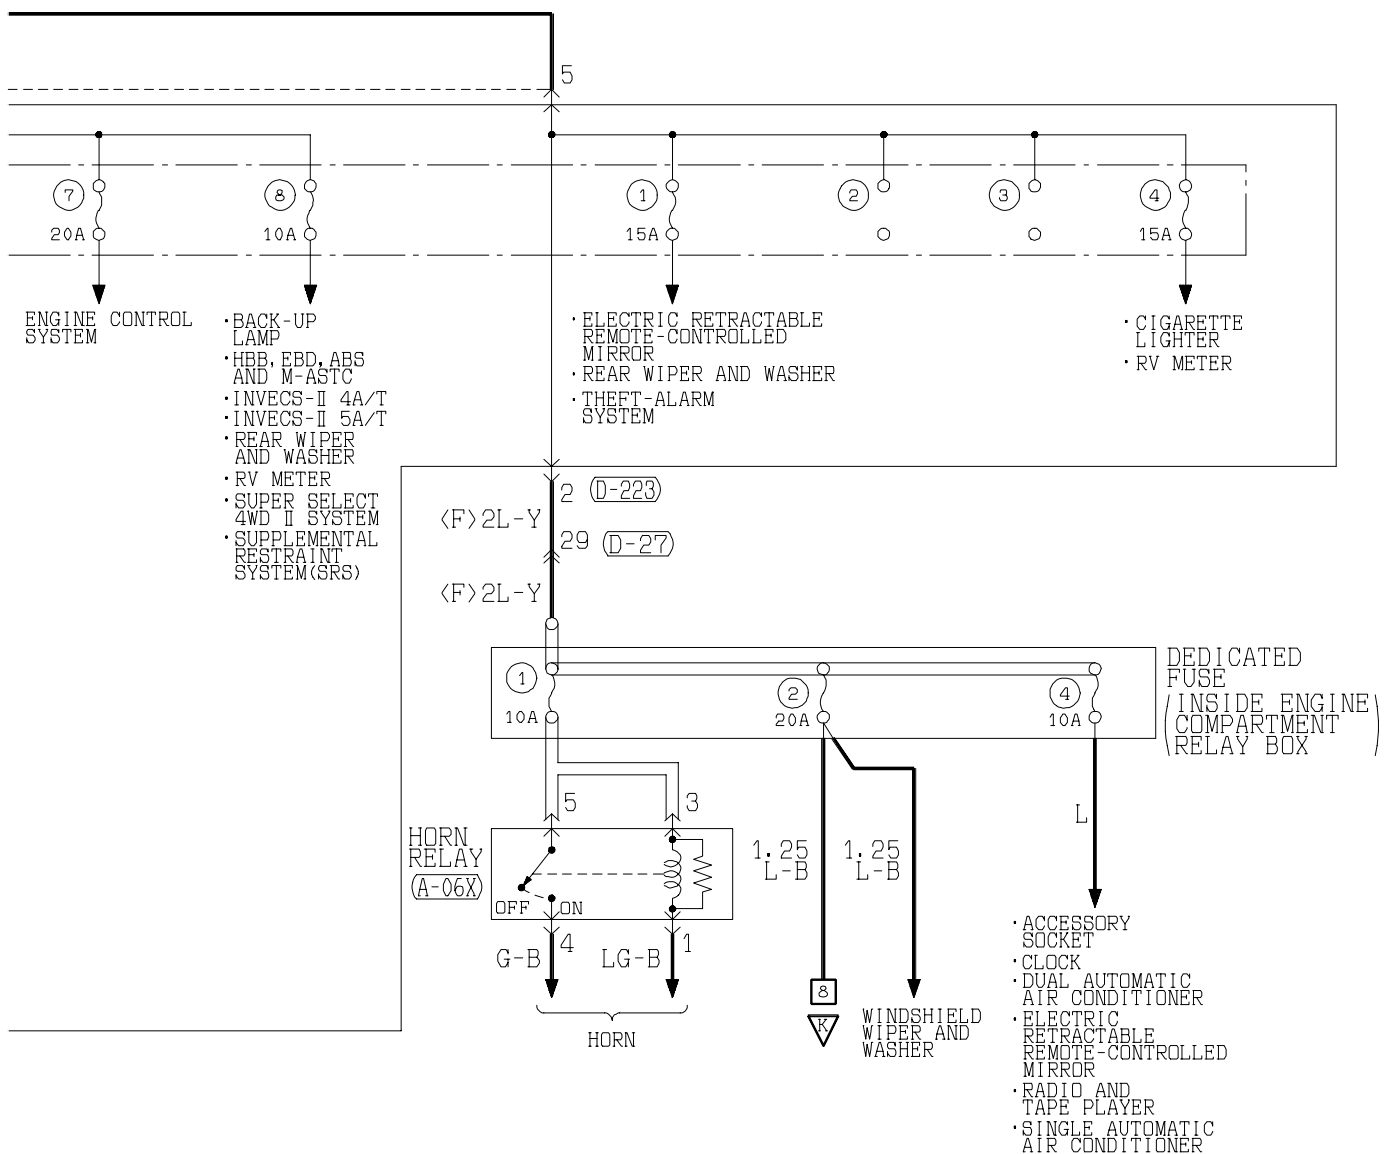 5
7
20A
8
10A
1
15A
2
3
4
15A
ENGINE CONTROL
SYSTEM
・BACK-UP
LAMP
・HBB, EBD, ABS
AND M-ASTC
・INVECS-Ⅱ 4A/T
・INVECS-Ⅱ 5A/T
・REAR WIPER
AND WASHER
・RV METER
・SUPER SELECT
4WD Ⅱ SYSTEM
・SUPPLEMENTAL
RESTRAINT
SYSTEM(SRS)
・ELECTRIC RETRACTABLE
REMOTE-CONTROLLED
MIRROR
・REAR WIPER AND WASHER
・THEFT-ALARM
SYSTEM
・CIGARETTE
LIGHTER
・RV METER
2 (D-223)
〈F〉2L-Y
29 (D-27)
〈F〉2L-Y
1
10A
2
20A
4
10A
DEDICATED
FUSE
(INSIDE ENGINE
COMPARTMENT
RELAY BOX)
5
3
HORN
RELAY
(A-06X)
OFF
ON
4
1
G-B
LG-B
HORN
1.25
L-B
1.25
L-B
L
8
K
WINDSHIELD
WIPER AND
WASHER
・ACCESSORY
SOCKET
・CLOCK
・DUAL AUTOMATIC
AIR CONDITIONER
・ELECTRIC
RETRACTABLE
REMOTE-CONTROLLED
MIRROR
・RADIO AND
TAPE PLAYER
・SINGLE AUTOMATIC
AIR CONDITIONER